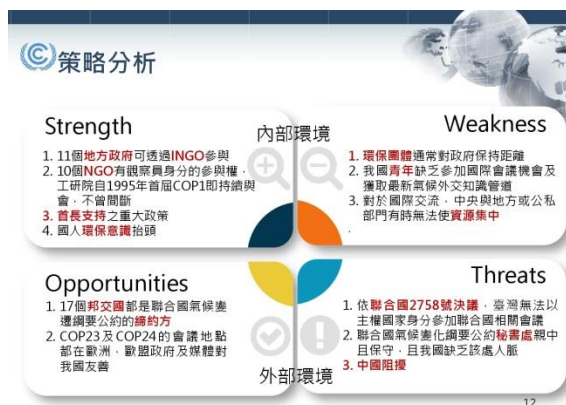 策略分析
Strength
1. 11個地方政府可透過INGO參與
2. 10個NGO有觀察員身分的參與權，
工研院自1995年首屆COP1即持續與
會，不曾間斷
3. 首長支持之重大政策
4. 國人環保意識抬頭
內部環境
Weakness
1. 環保團體通常對政府保持距離
2. 我國青年缺乏參加國際會議機會及
獲取最新氣候外交知識管道
3. 對於國際交流，中央與地方或公私
部門有時無法使資源集中
.
Opportunities
1. 17個邦交國都是聯合國氣候變
遷綱要公約的締約方
2. COP23及COP24的會議地點
都在歐洲，歐盟政府及媒體對
我國友善
外部環境
Threats
1. 依聯合國2758號決議，臺灣無法以
主權國家身分參加聯合國相關會議
2. 聯合國氣候變化綱要公約秘書處親中
且保守，且我國缺乏該處人脈
3. 中國阻擾
12